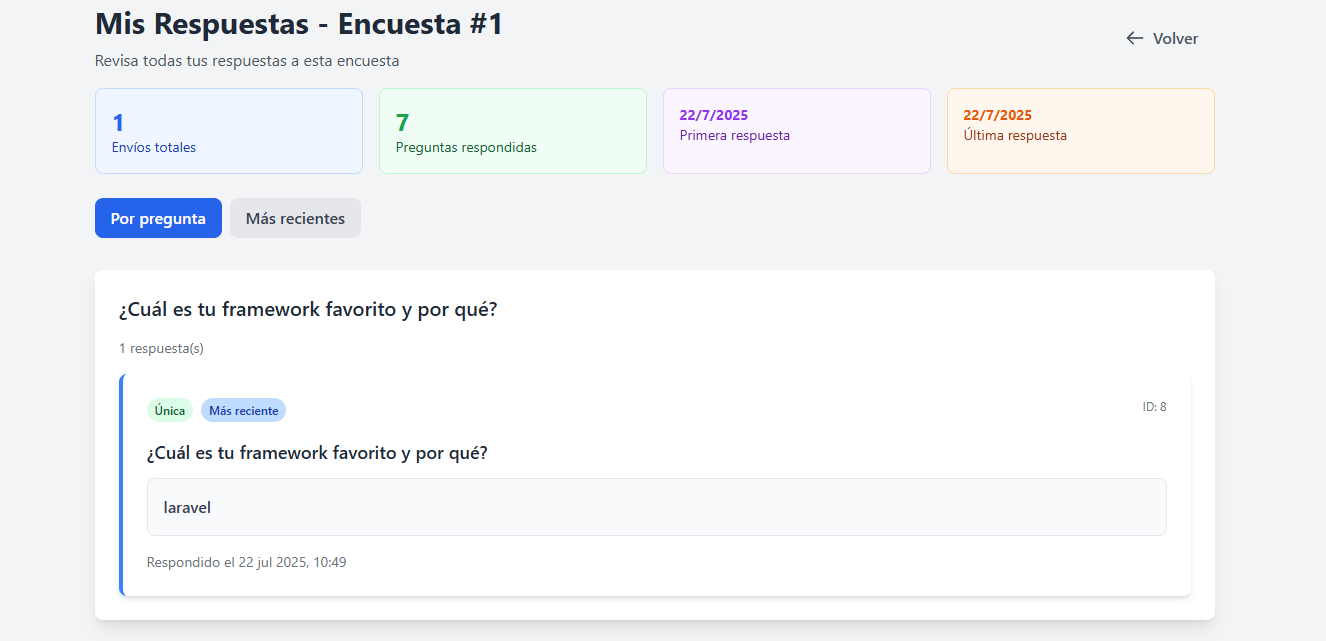 Mis Respuestas - Encuesta #1
Revisa todas tus respuestas a esta encuesta
← Volver
1
Envíos totales
7
Preguntas respondidas
22/7/2025
Primera respuesta
22/7/2025
Última respuesta
Por pregunta
Más recientes
¿Cuál es tu framework favorito y por qué?
1 respuesta(s)
Única
Más reciente
ID: 8
¿Cuál es tu framework favorito y por qué?
laravel
Respondido el 22 jul 2025, 10:49